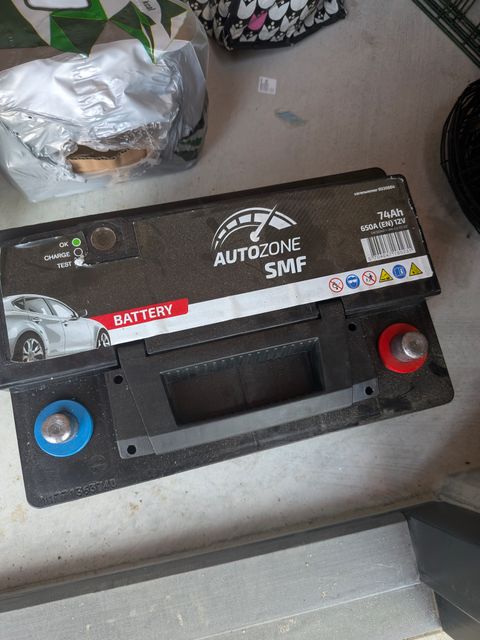 OK
CHARGE
TEST
AUTOZONE
SMF
BATTERY
74Ah
650A (EN) 12V